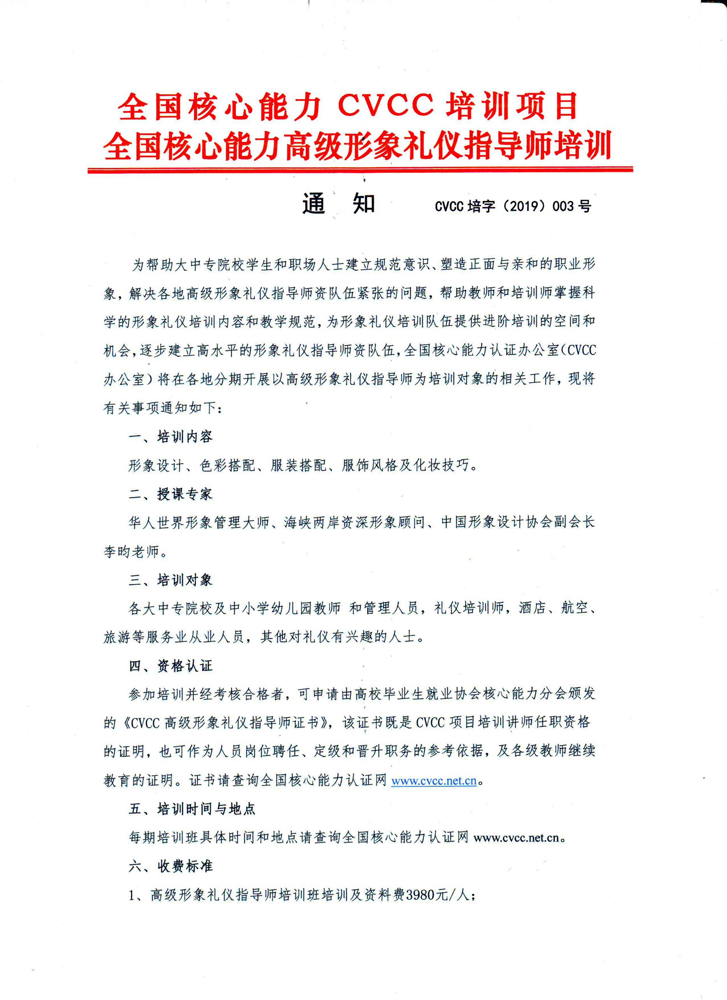 全国核心能力 CVCC 培训项目
全国核心能力高级形象礼仪指导师培训
通 知 CVCC 培字（2019）003 号
为帮助大中专院校学生和职场人士建立规范意识、塑造正面与亲和的职业形
象，解决各地高级形象礼仪指导师资队伍紧张的问题，帮助教师和培训师掌握科
学的形象礼仪培训内容和教学规范，为形象礼仪培训队伍提供进阶培训的空间和
机会，逐步建立高水平的形象礼仪指导师资队伍，全国核心能力认证办公室（CVCC
办公室）将在各地分期开展以高级形象礼仪指导师为培训对象的相关工作，现将
有关事项通知如下：
一、培训内容
形象设计、色彩搭配、服装搭配、服饰风格及化妆技巧。
二、授课专家
华人世界形象管理大师、海峡两岸资深形象顾问、中国形象设计协会副会长
李昀老师。
三、培训对象
各大中专院校及中小学幼儿园教师 和管理人员，礼仪培训师，酒店、航空、
旅游等服务业从业人员，其他对礼仪有兴趣的人士。
四、资格认证
参加培训并经考核合格者，可申请由高校毕业生就业协会核心能力分会颁发
的《CVCC 高级形象礼仪指导师证书》，该证书既是 CVCC 项目培训讲师任职资格
的证明，也可作为人员岗位聘任、定级和晋升职务的参考依据，及各级教师继续
教育的证明。证书请查询全国核心能力认证网 www.cvcc.net.cn。
五、培训时间与地点
每期培训班具体时间和地点请查询全国核心能力认证网 www.cvcc.net.cn。
六、收费标准
1、高级形象礼仪指导师培训班培训及资料费3980元/人；